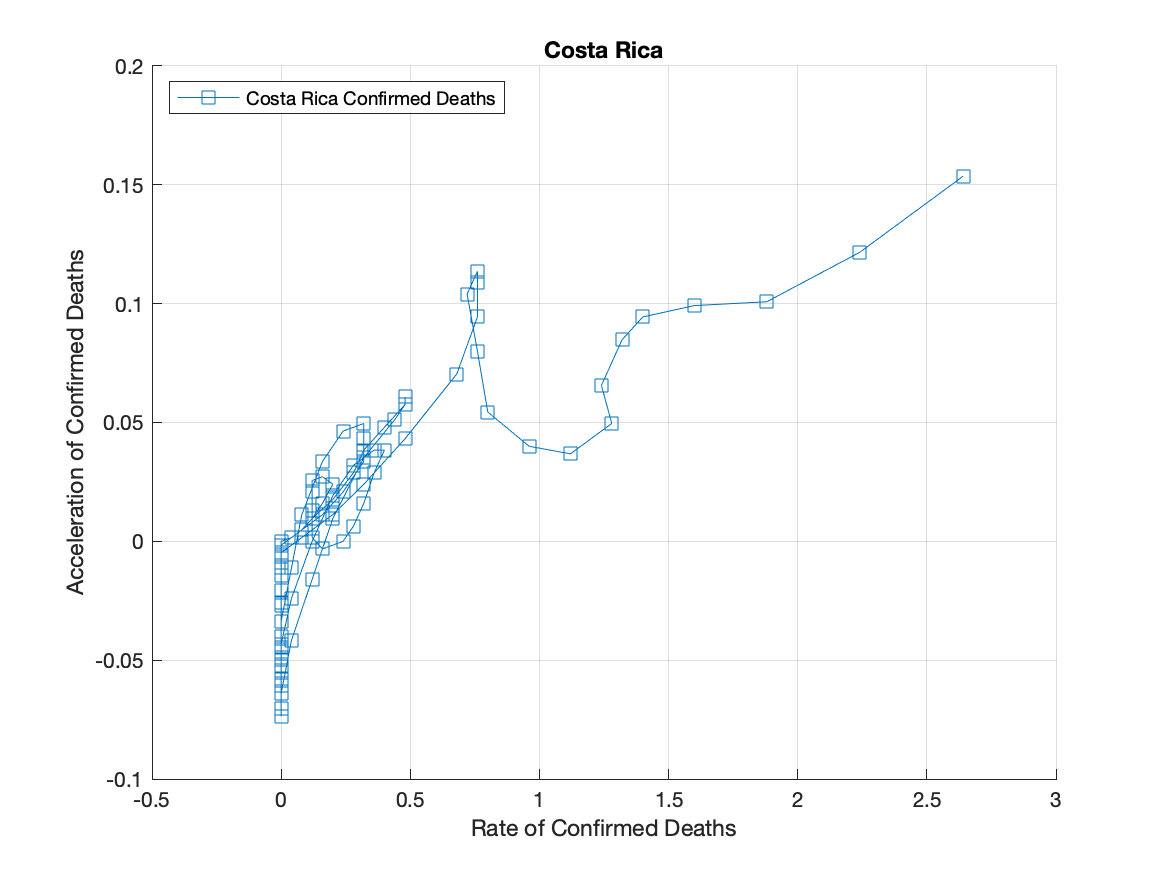 Costa Rica
Costa Rica Confirmed Deaths
0.2
0.15
0.1
0.05
0
-0.05
-0.1
Acceleration of Confirmed Deaths
-0.5 0 0.5 1 1.5 2 2.5 3
Rate of Confirmed Deaths